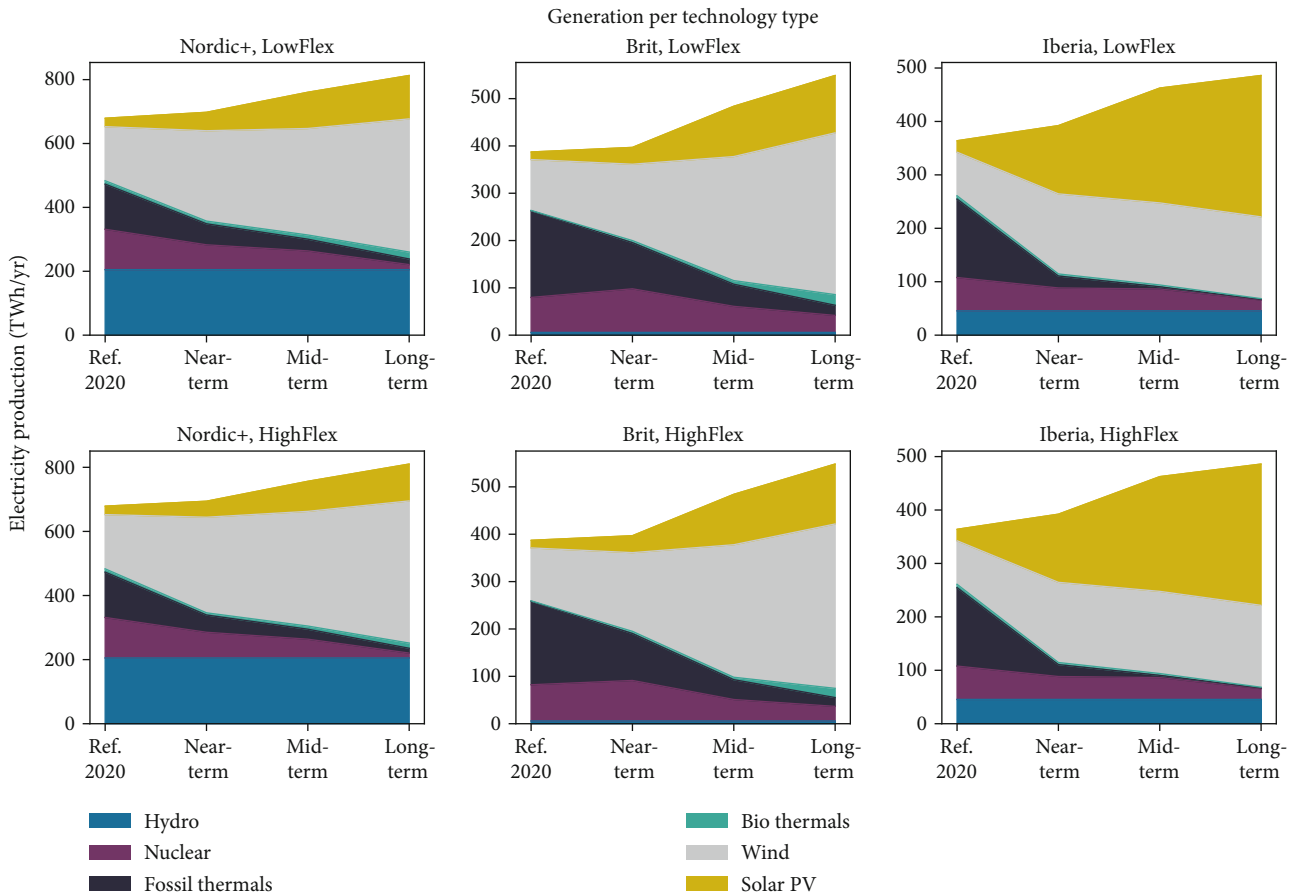 Generation per technology type
Nordic+, LowFlex
Brit, LowFlex
Iberia, LowFlex
Electricity production (TWh/yr)
800
600
400
200
0
500
400
300
200
100
0
500
400
300
200
100
0
Ref.
2020
Near-
term
Mid-
term
Long-
term
Ref.
2020
Near-
term
Mid-
term
Long-
term
Ref.
2020
Near-
term
Mid-
term
Long-
term
Nordic+, HighFlex
Brit, HighFlex
Iberia, HighFlex
800
600
400
200
0
500
400
300
200
100
0
500
400
300
200
100
0
Ref.
2020
Near-
term
Mid-
term
Long-
term
Ref.
2020
Near-
term
Mid-
term
Long-
term
Ref.
2020
Near-
term
Mid-
term
Long-
term
Hydro
Nuclear
Fossil thermals
Bio thermals
Wind
Solar PV